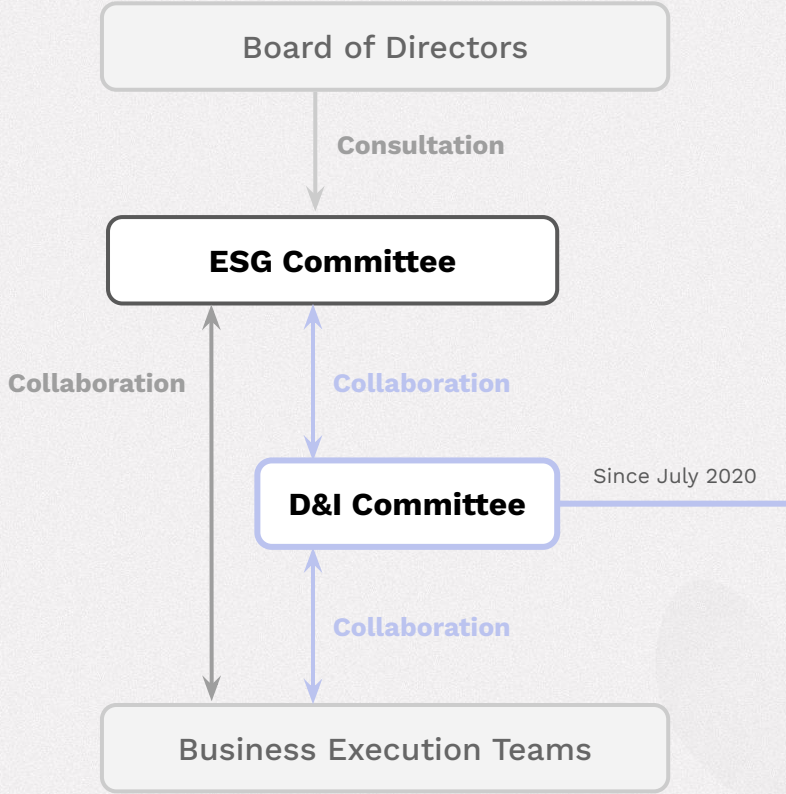 Board of Directors
Consultation
ESG Committee
Collaboration
Collaboration
Since July 2020
D&I Committee
Collaboration
Business Execution Teams